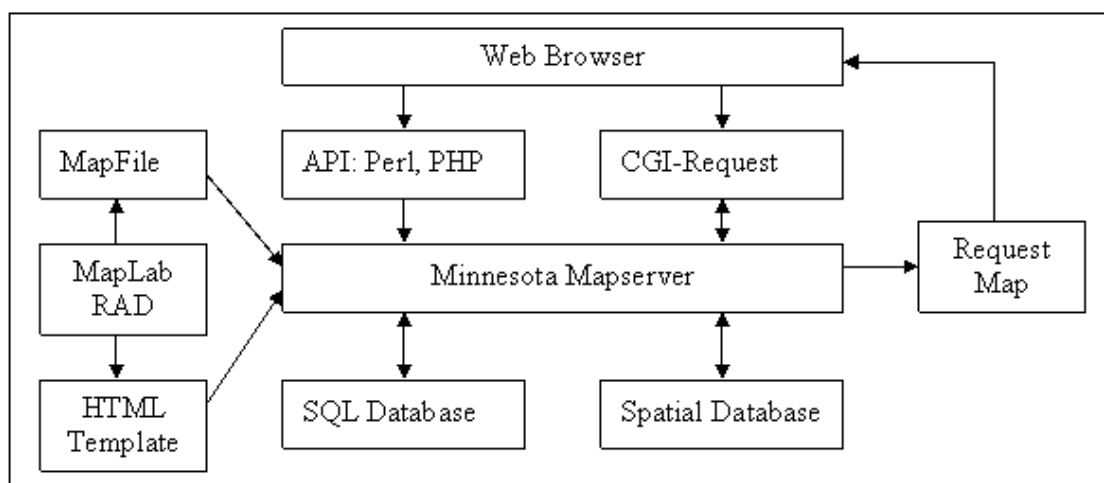 Web Browser
MapFile
API: Perl, PHP
CGI-Request
MapLab
RAD
Minnesota Mapserver
Request
Map
HTML
Template
SQL Database
Spatial Database